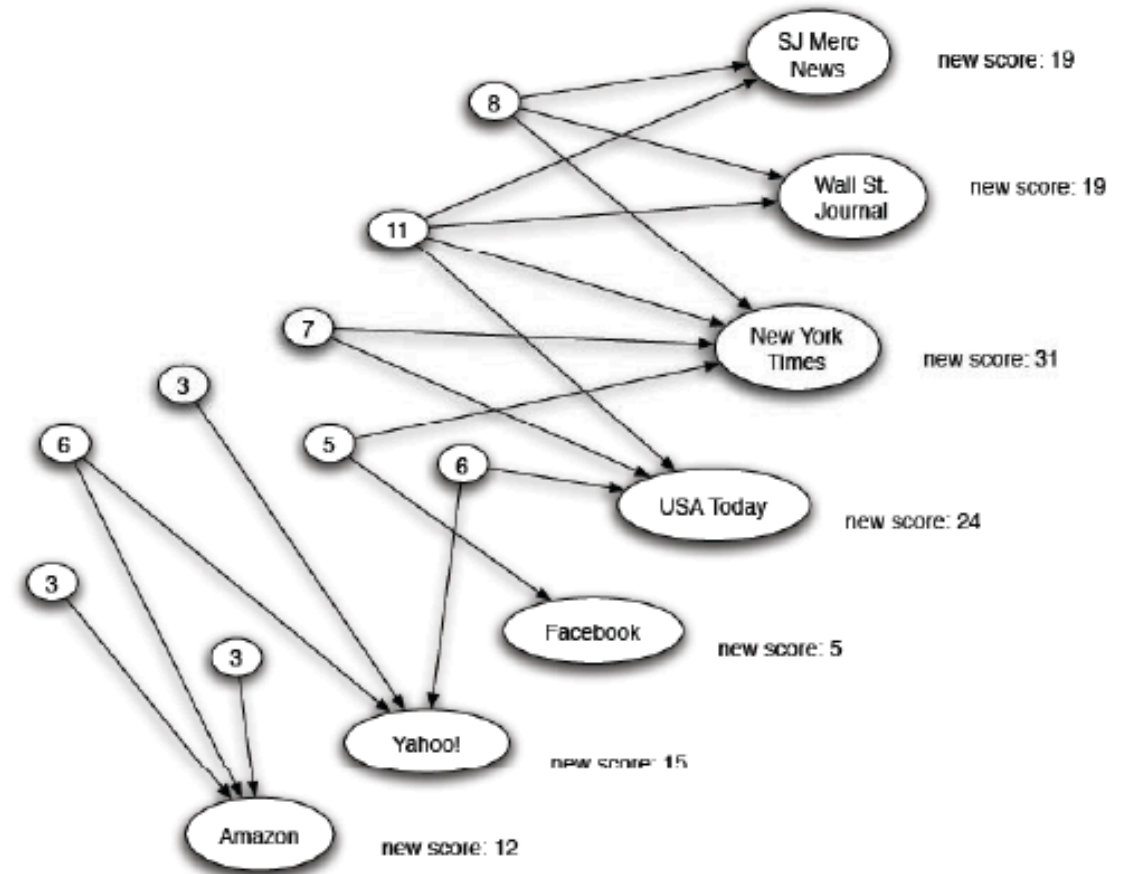 SJ Merc
News
new score: 19
8
Wall St.
Journal
new score: 19
11
7
New York
Times
new score: 31
3
5
6
6
USA Today
new score: 24
3
Facebook
new score: 5
3
Yahoo!
new score: 15
Amazon
new score: 12